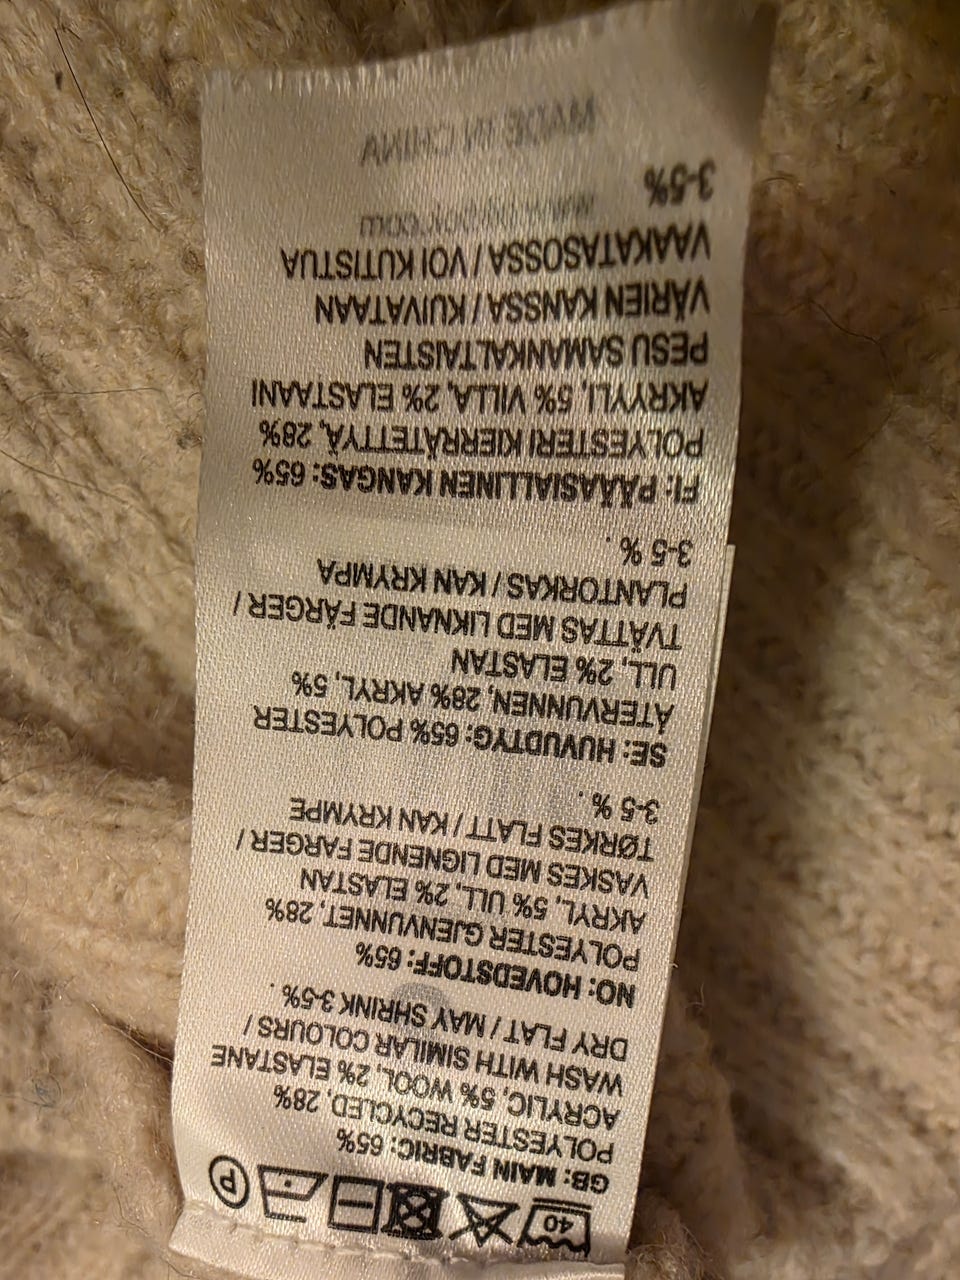 40 P
GB: MAIN FABRIC: 65%
POLYESTER RECYCLED, 28%
ACRYLIC, 5% WOOL, 2% ELASTANE
WASH WITH SIMILAR COLOURS /
DRY FLAT / MAY SHRINK 3-5% .
NO: HOVEDSTOFF: 65%
POLYESTER GJENVUNNET, 28%
AKRYL, 5% ULL, 2% ELASTAN
VASKES MED LIGNENDE FARGER /
TØRKES FLATT / KAN KRYMPE
3-5 % .
SE: HUVUDTYG: 65% POLYESTER
ÅTERVUNNEN, 28% AKRYL, 5%
ULL, 2% ELASTAN
TVÄTTAS MED LIKNANDE FÄRGER /
PLANTORKAS / KAN KRYMPA
3-5 % .
FI: PÄÄSIALLINEN KANGAS: 65%
POLYESTERI KIERRÄTETTYÄ, 28%
AKRYYLI, 5% VILLA, 2% ELASTAANI
PESU SAMANKALTAISTEN
VÄRIEN KANSSA / KUIVATAAN
VAAKATASOSSA / VOI KUTISTUA
3-5%
MADE IN CHINA